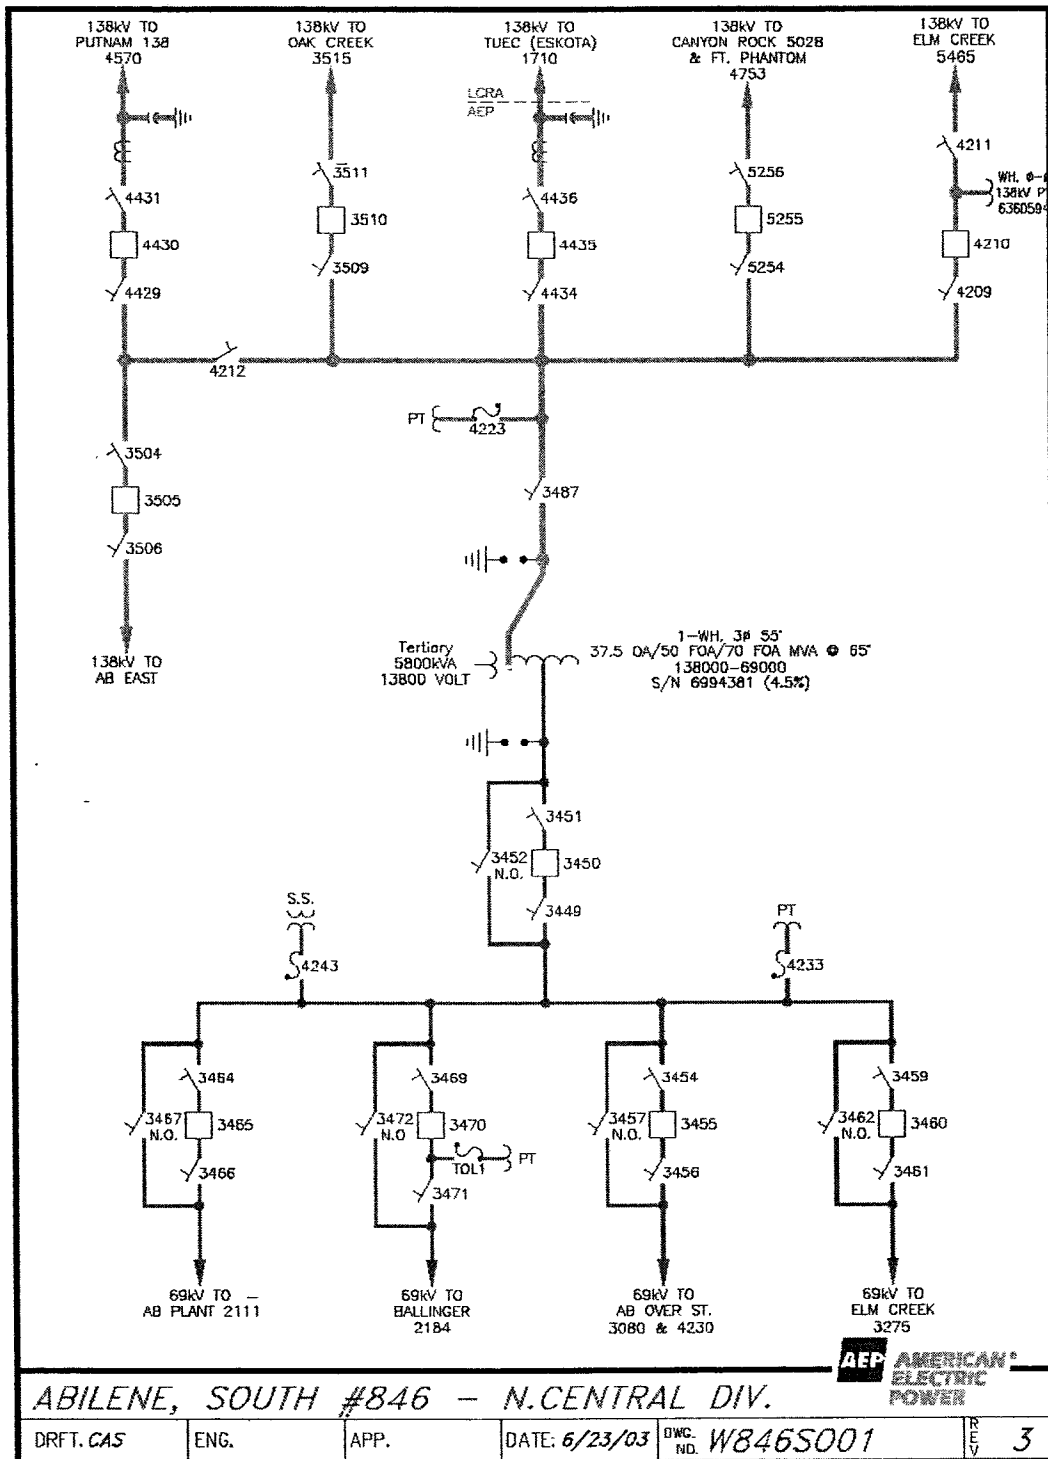 138kV TO
PUTNAM 138
4570
138kV TO
OAK CREEK
3515
138kV TO
TUEC (ESKOTA)
1710
138kV TO
CANYON ROCK 5028
& FT. PHANTOM
4753
138kV TO
ELM CREEK
5465
LCRA
AEP
4431
4430
4429
3511
3510
3509
4436
4435
4434
5256
5255
5254
4211
WH. Ø-
138kV P
6360594
4210
4209
4212
PT
4223
3504
3505
3506
3487
138kV TO
AB EAST
Tertiary
5800kVA
13800 VOLT
1-WH. 3Ø 55°
37.5 OA/50 FOA/70 FOA MVA @ 65°
138000-69000
S/N 6994381 (4.5%)
3451
3452
N.O.
3450
3449
S.S.
4243
PT
4233
3464
3467
N.O.
3465
3466
3469
3472
N.O
3470
TOL1
PT
3471
3454
3457
N.O.
3455
3456
3459
3462
N.O.
3460
3461
69kV TO –
AB PLANT 2111
69kV TO
BALLINGER
2184
69kV TO
AB OVER ST.
3080 & 4230
69kV TO
ELM CREEK
3275
AEP AMERICAN®
ELECTRIC
POWER
ABILENE, SOUTH #846 - N.CENTRAL DIV.
DRFT. CAS
ENG.
APP.
DATE: 6/23/03
DWG. NO. W846S001
REV 3